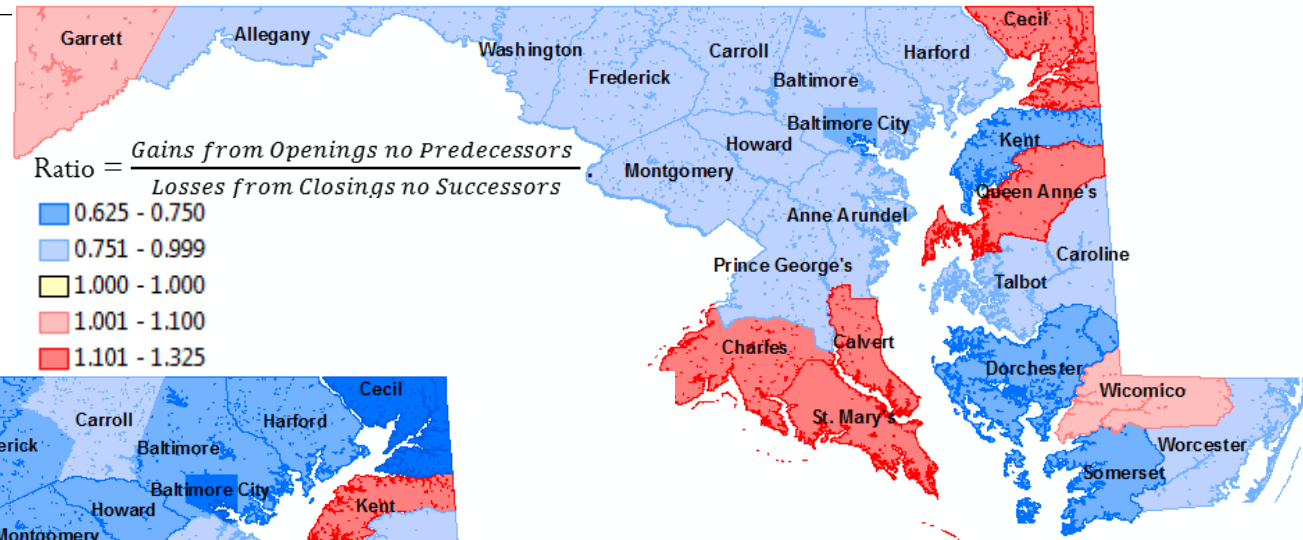 Cecil
Garrett
Allegany
Washington
Carroll
Harford
Frederick
Baltimore
Baltimore City
Kent
Howard
Montgomery
Queen Anne's
Anne Arundel
Caroline
Prince George's
Talbot
Charles
Calvert
Dorchester
Wicomico
St. Mary's
Worcester
Somerset
Ratio = Gains from Openings no Predecessors
Losses from Closings no Successors .
0.625 - 0.750
0.751 - 0.999
1.000 - 1.000
1.001 - 1.100
1.101 - 1.325
Cecil
Carroll
Harford
erick
Baltimore
Baltimore City
Kent
Howard
Montgomery